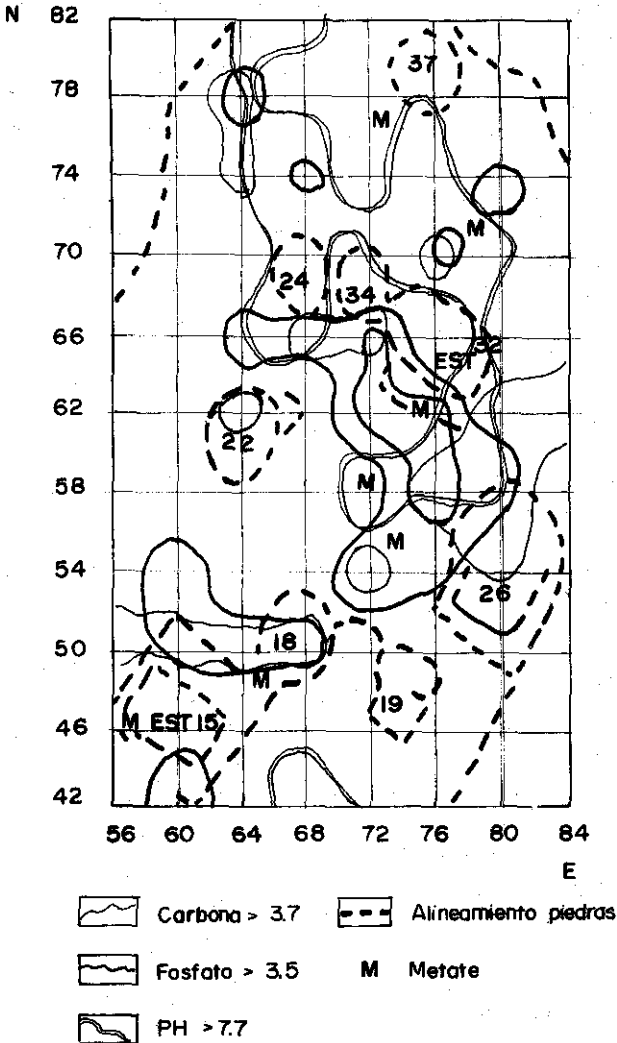 N 82
37
78
M
74
M
70
24 34
66
EST 32
62
M
22
M
58
M
54
26
50
18
M
19
46
M EST 15
42
56 60 64 68 72 76 80 84
E
Carbona > 3.7
Alineamiento piedras
Fosfato > 3.5
M Metate
PH > 7.7